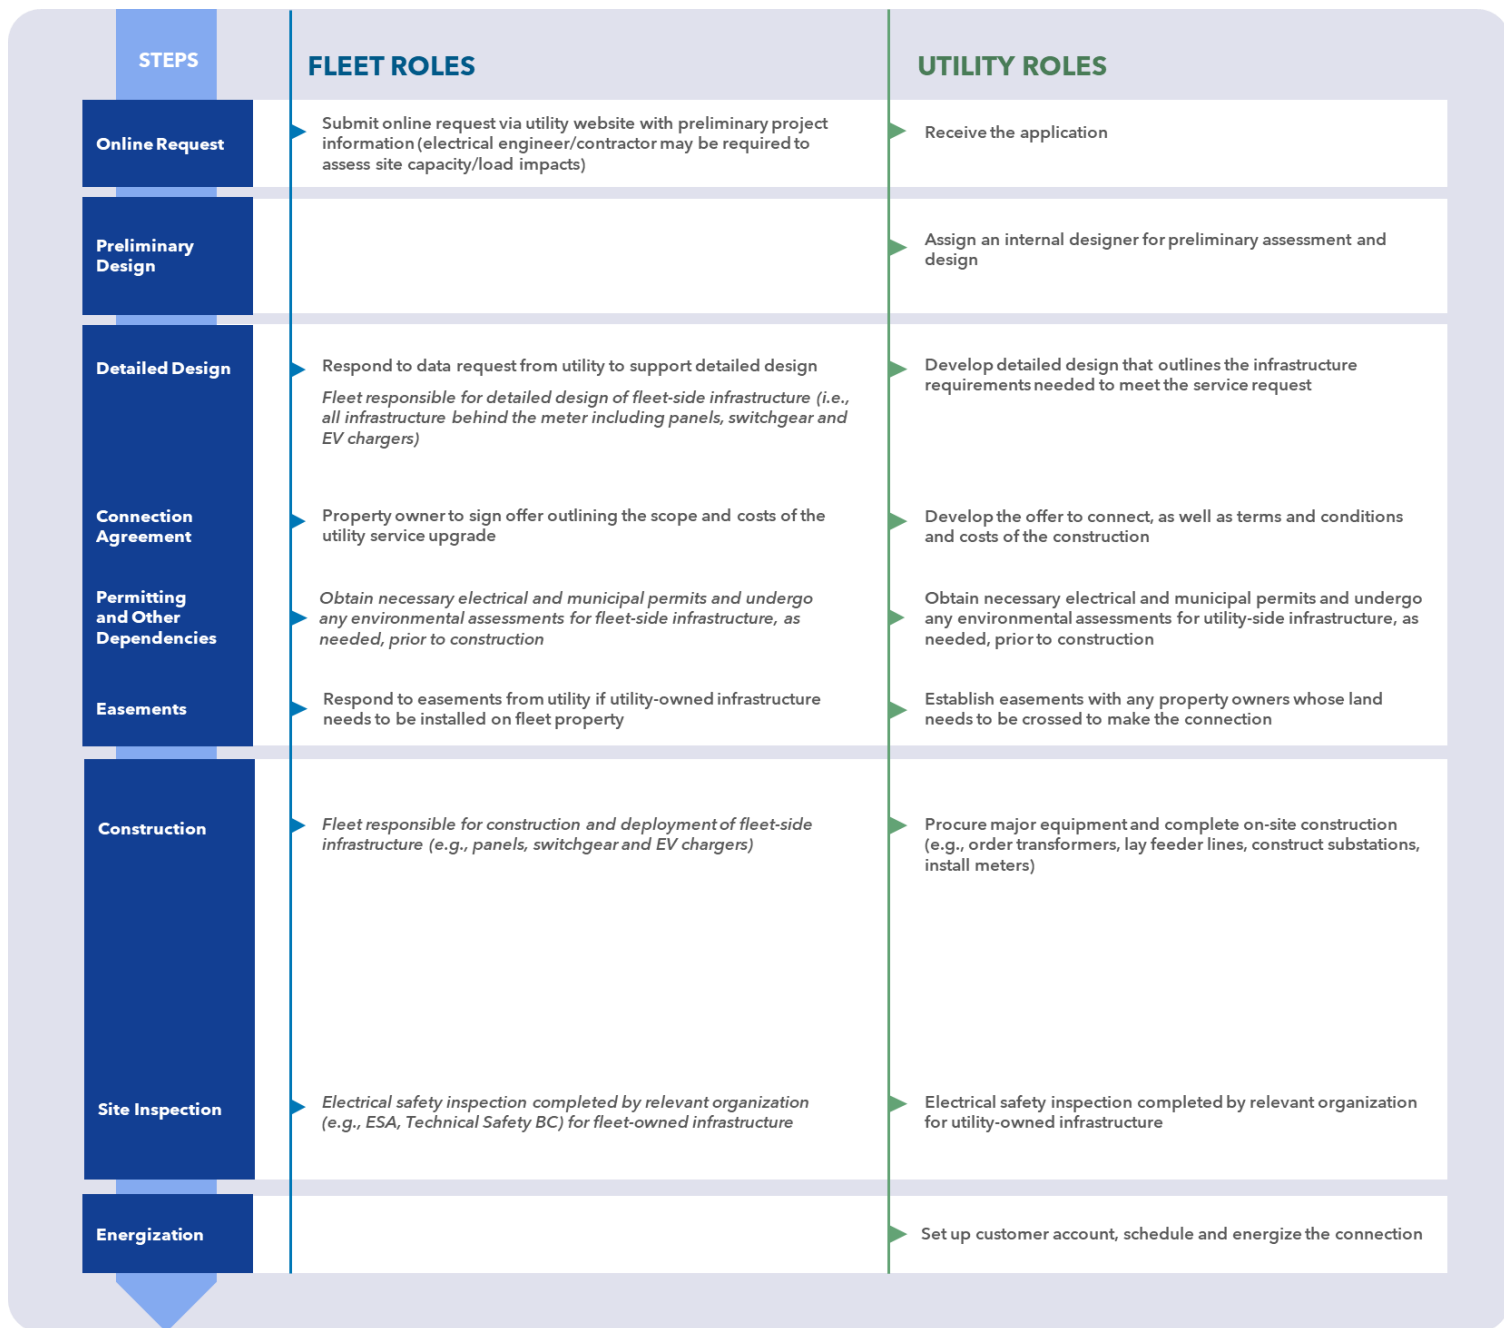 STEPS
FLEET ROLES
UTILITY ROLES
Online Request
Submit online request via utility website with preliminary project
information (electrical engineer/contractor may be required to
assess site capacity/load impacts)
Receive the application
Preliminary
Design
Assign an internal designer for preliminary assessment and
design
Detailed Design
Respond to data request from utility to support detailed design
Fleet responsible for detailed design of fleet-side infrastructure (i.e.,
all infrastructure behind the meter including panels, switchgear and
EV chargers)
Develop detailed design that outlines the infrastructure
requirements needed to meet the service request
Connection
Agreement
Property owner to sign offer outlining the scope and costs of the
utility service upgrade
Develop the offer to connect, as well as terms and conditions
and costs of the construction
Permitting
and Other
Dependencies
Obtain necessary electrical and municipal permits and undergo
any environmental assessments for fleet-side infrastructure, as
needed, prior to construction
Obtain necessary electrical and municipal permits and undergo
any environmental assessments for utility-side infrastructure, as
needed, prior to construction
Easements
Respond to easements from utility if utility-owned infrastructure
needs to be installed on fleet property
Establish easements with any property owners whose land
needs to be crossed to make the connection
Construction
Fleet responsible for construction and deployment of fleet-side
infrastructure (e.g., panels, switchgear and EV chargers)
Procure major equipment and complete on-site construction
(e.g., order transformers, lay feeder lines, construct substations,
install meters)
Site Inspection
Electrical safety inspection completed by relevant organization
(e.g., ESA, Technical Safety BC) for fleet-owned infrastructure
Electrical safety inspection completed by relevant organization
for utility-owned infrastructure
Energization
Set up customer account, schedule and energize the connection